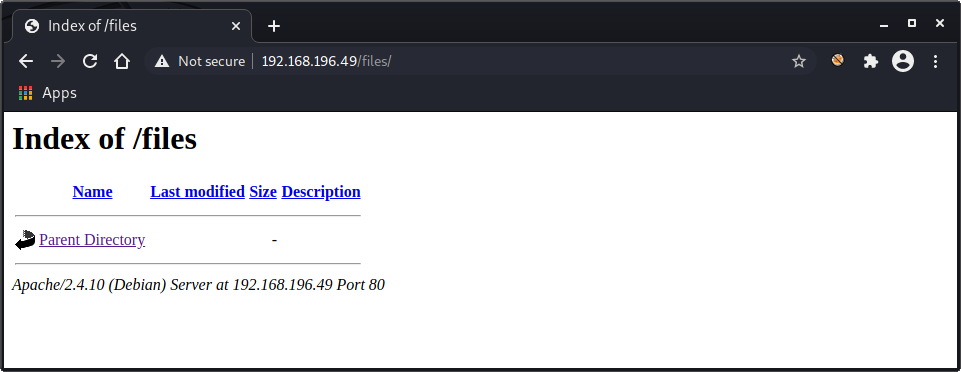 Index of /files
Not secure 192.168.196.49/files/
Apps
Index of /files
Name Last modified Size Description
Parent Directory -
Apache/2.4.10 (Debian) Server at 192.168.196.49 Port 80